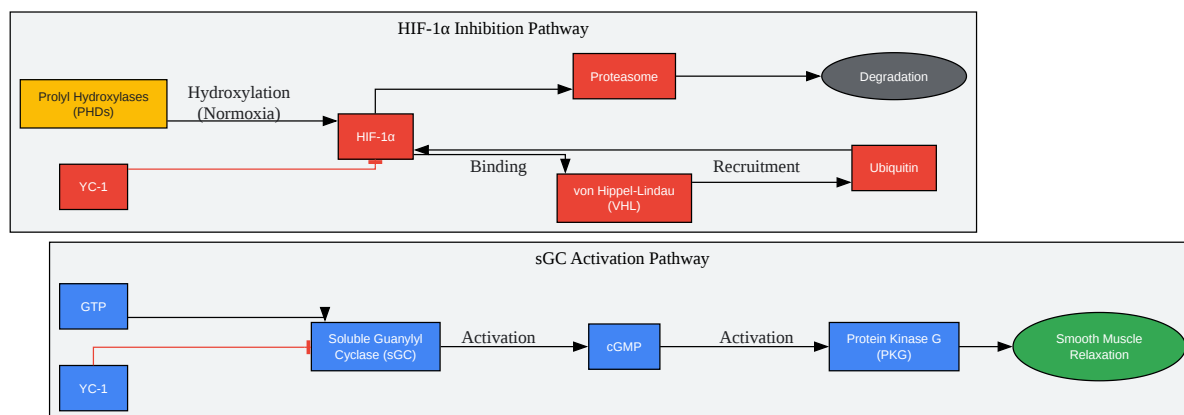 HIF-1α Inhibition Pathway
Proteasome
Degradation
Prolyl Hydroxylases
(PHDs)
Hydroxylation
(Normoxia)
HIF-1α
YC-1
Binding
von Hippel-Lindau
(VHL)
Recruitment
Ubiquitin
sGC Activation Pathway
GTP
YC-1
Soluble Guanylyl
Cyclase (sGC)
Activation
cGMP
Activation
Protein Kinase G
(PKG)
Smooth Muscle
Relaxation